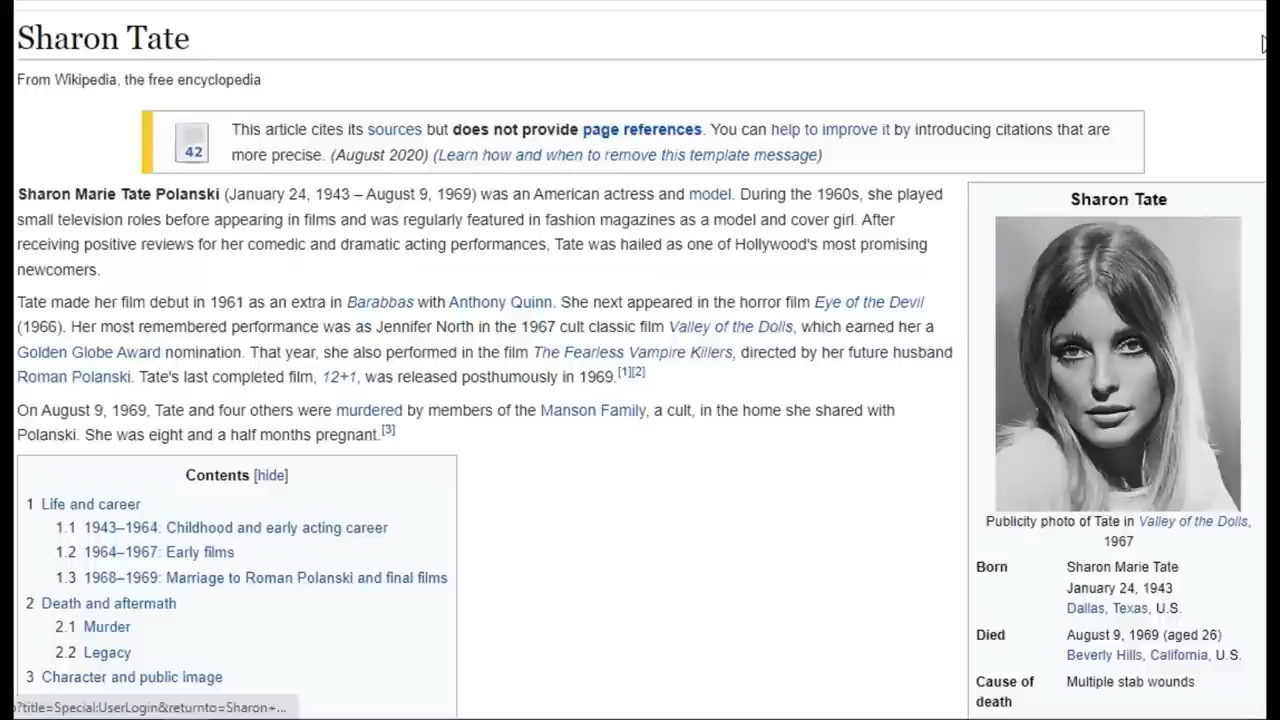 Sharon Tate
From Wikipedia, the free encyclopedia
42
This article cites its sources but does not provide page references. You can help to improve it by introducing citations that are
more precise. (August 2020) (Learn how and when to remove this template message)
Sharon Marie Tate Polanski (January 24, 1943 – August 9, 1969) was an American actress and model. During the 1960s, she played
small television roles before appearing in films and was regularly featured in fashion magazines as a model and cover girl. After
receiving positive reviews for her comedic and dramatic acting performances, Tate was hailed as one of Hollywood's most promising
newcomers.
Tate made her film debut in 1961 as an extra in Barabbas with Anthony Quinn. She next appeared in the horror film Eye of the Devil
(1966). Her most remembered performance was as Jennifer North in the 1967 cult classic film Valley of the Dolls, which earned her a
Golden Globe Award nomination. That year, she also performed in the film The Fearless Vampire Killers, directed by her future husband
Roman Polanski. Tate's last completed film, 12+1, was released posthumously in 1969.[1][2]
On August 9, 1969, Tate and four others were murdered by members of the Manson Family, a cult, in the home she shared with
Polanski. She was eight and a half months pregnant.[3]
Contents [hide]
1 Life and career
1.1 1943–1964: Childhood and early acting career
1.2 1964–1967: Early films
1.3 1968–1969: Marriage to Roman Polanski and final films
2 Death and aftermath
2.1 Murder
2.2 Legacy
3 Character and public image
?title=Special:UserLogin&returnto=Sharon+...
Sharon Tate
Publicity photo of Tate in Valley of the Dolls,
1967
Born Sharon Marie Tate
January 24, 1943
Dallas, Texas, U.S.
Died August 9, 1969 (aged 26)
Beverly Hills, California, U.S.
Cause of Multiple stab wounds
death